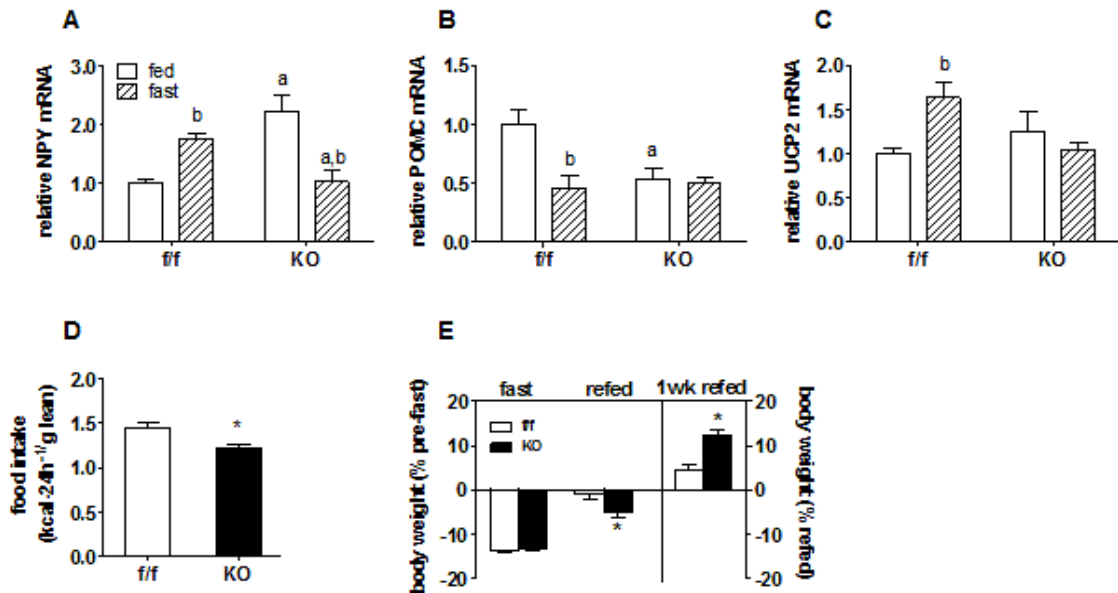 A
B
C
relative NPY mRNA
3.0
2.0
1.0
0.0
fed
fast
b
a
a,b
f/f
KO
relative POMC mRNA
1.5
1.0
0.5
0.0
b
a
f/f
KO
relative UCP2 mRNA
2.0
1.5
1.0
0.5
0.0
b
f/f
KO
D
E
food intake
(kcal·24h⁻¹/g lean)
2.0
1.5
1.0
0.5
0.0
*
f/f
KO
body weight (% pre-fast)
20
10
0
-10
-20
fast
refed
1wk refed
f/f
KO
*
*
20
10
0
-10
-20
body weight (% refed)